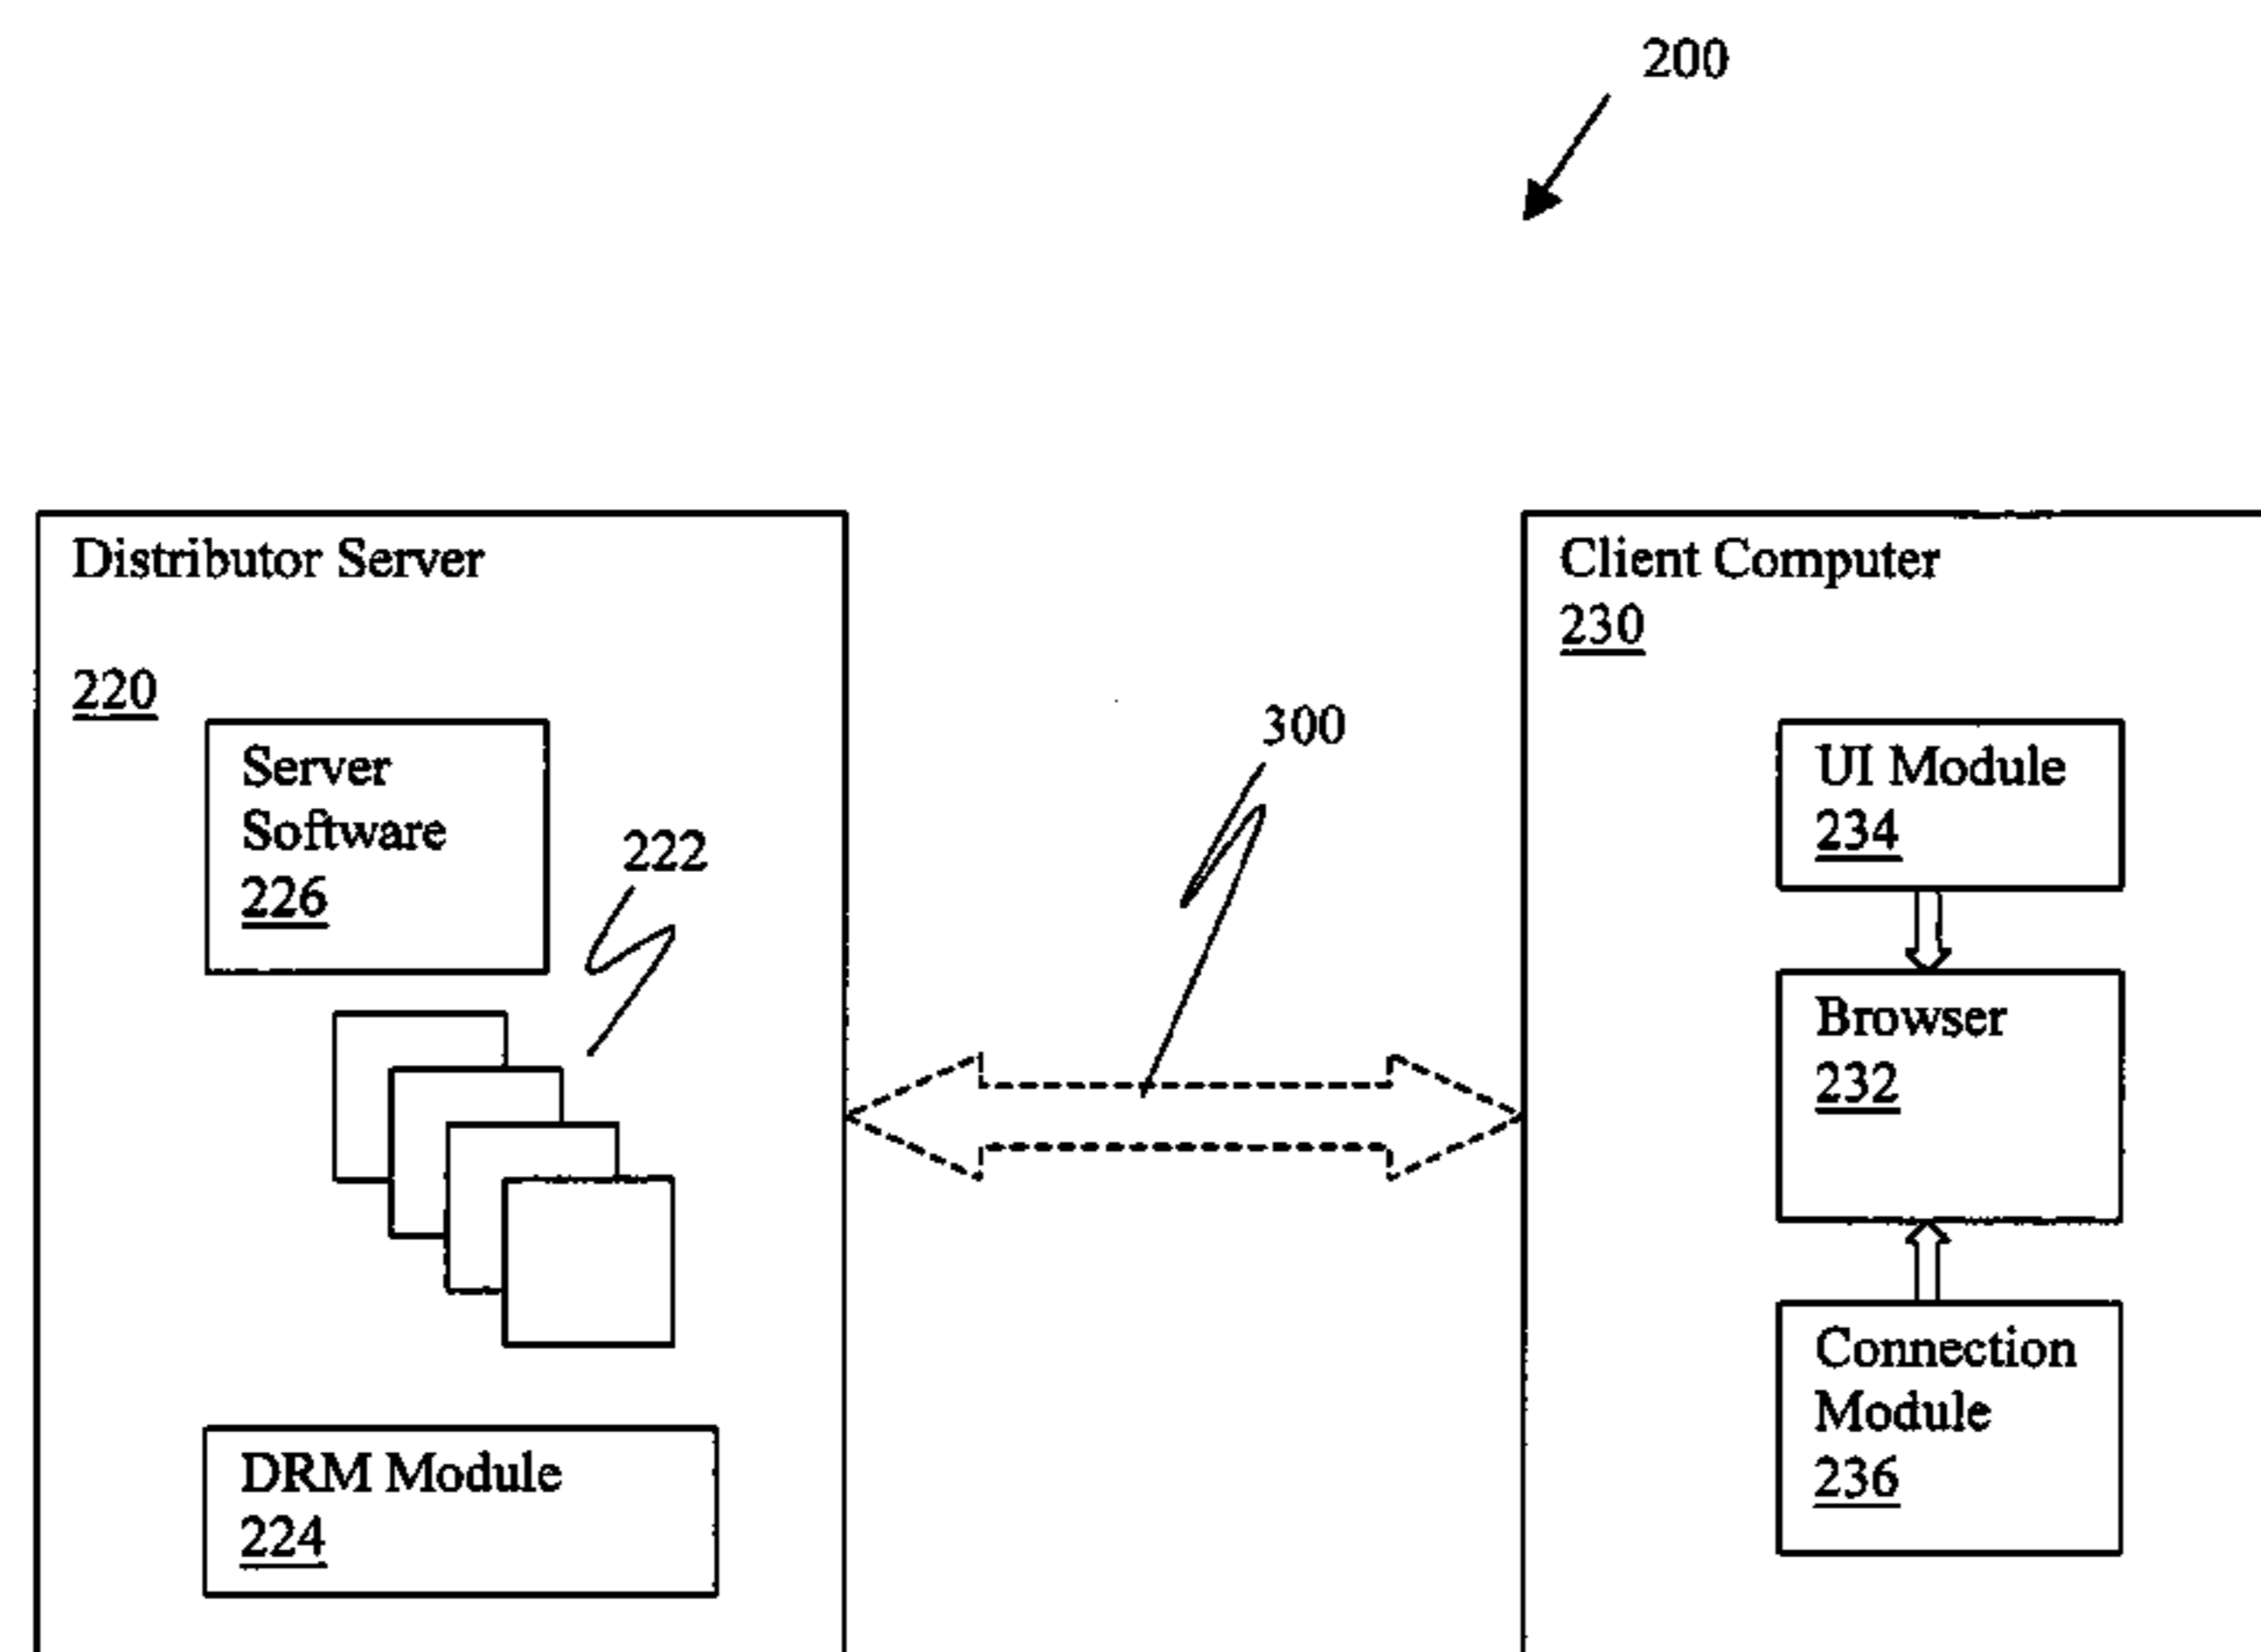 200
Distributor Server
220
Server
Software
226
222
DRM Module
224
300
Client Computer
230
UI Module
234
Browser
232
Connection
Module
236